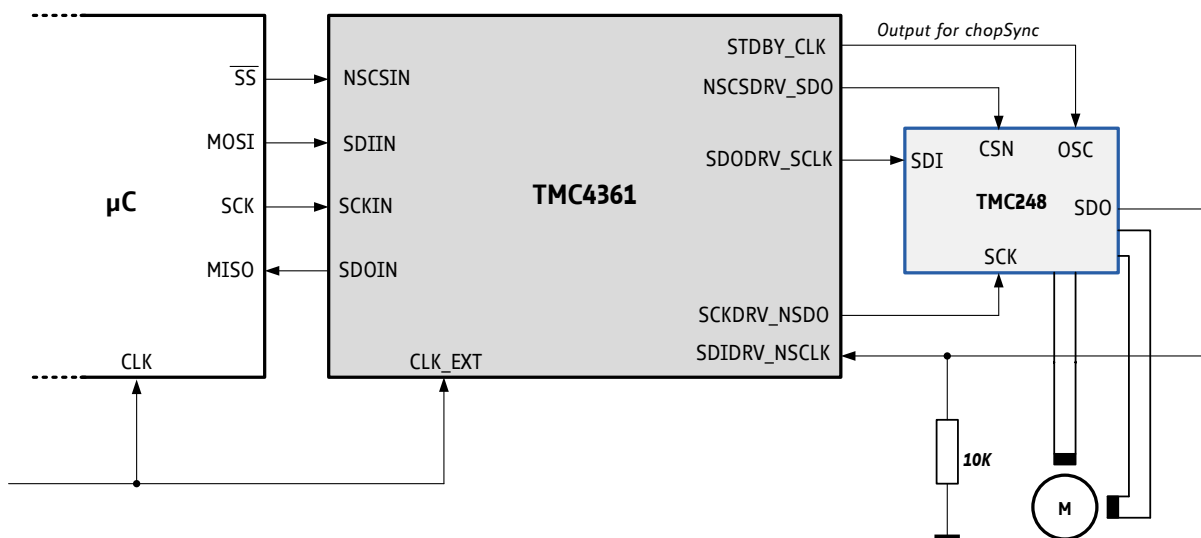 STDBY_CLK
Output for chopSync
SS
NSCSIN
NSCSDRV_SDO
MOSI
SDIIN
SDODRV_SCLK
SDI
CSN
OSC
µC
SCK
SCKIN
TMC4361
TMC248
SDO
MISO
SDOIN
SCK
SCKDRV_NSDO
SDIDRV_NSCLK
CLK
CLK_EXT
10K
M